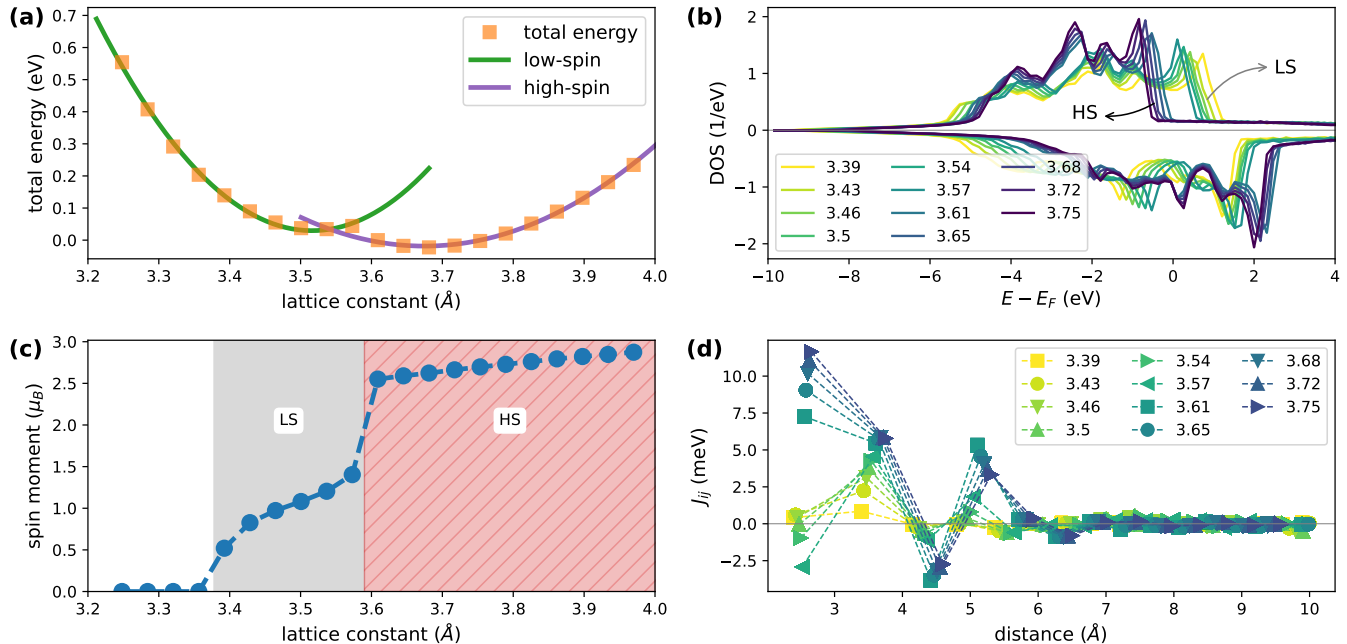 (a)
total energy (eV)
0.7
0.6
0.5
0.4
0.3
0.2
0.1
0.0
3.2 3.3 3.4 3.5 3.6 3.7 3.8 3.9 4.0
lattice constant (Å)
total energy
low-spin
high-spin
(b)
DOS (1/eV)
2
1
0
−1
−2
−10 −8 −6 −4 −2 0 2 4
E − E_F (eV)
LS
HS
3.39 3.54 3.68
3.43 3.57 3.72
3.46 3.61 3.75
3.5 3.65
(c)
spin moment (μ_B)
3.0
2.5
2.0
1.5
1.0
0.5
0.0
3.2 3.3 3.4 3.5 3.6 3.7 3.8 3.9 4.0
lattice constant (Å)
LS
HS
(d)
J_ij (meV)
10.0
7.5
5.0
2.5
0.0
−2.5
2 3 4 5 6 7 8 9 10
distance (Å)
3.39 3.54 3.68
3.43 3.57 3.72
3.46 3.61 3.75
3.5 3.65